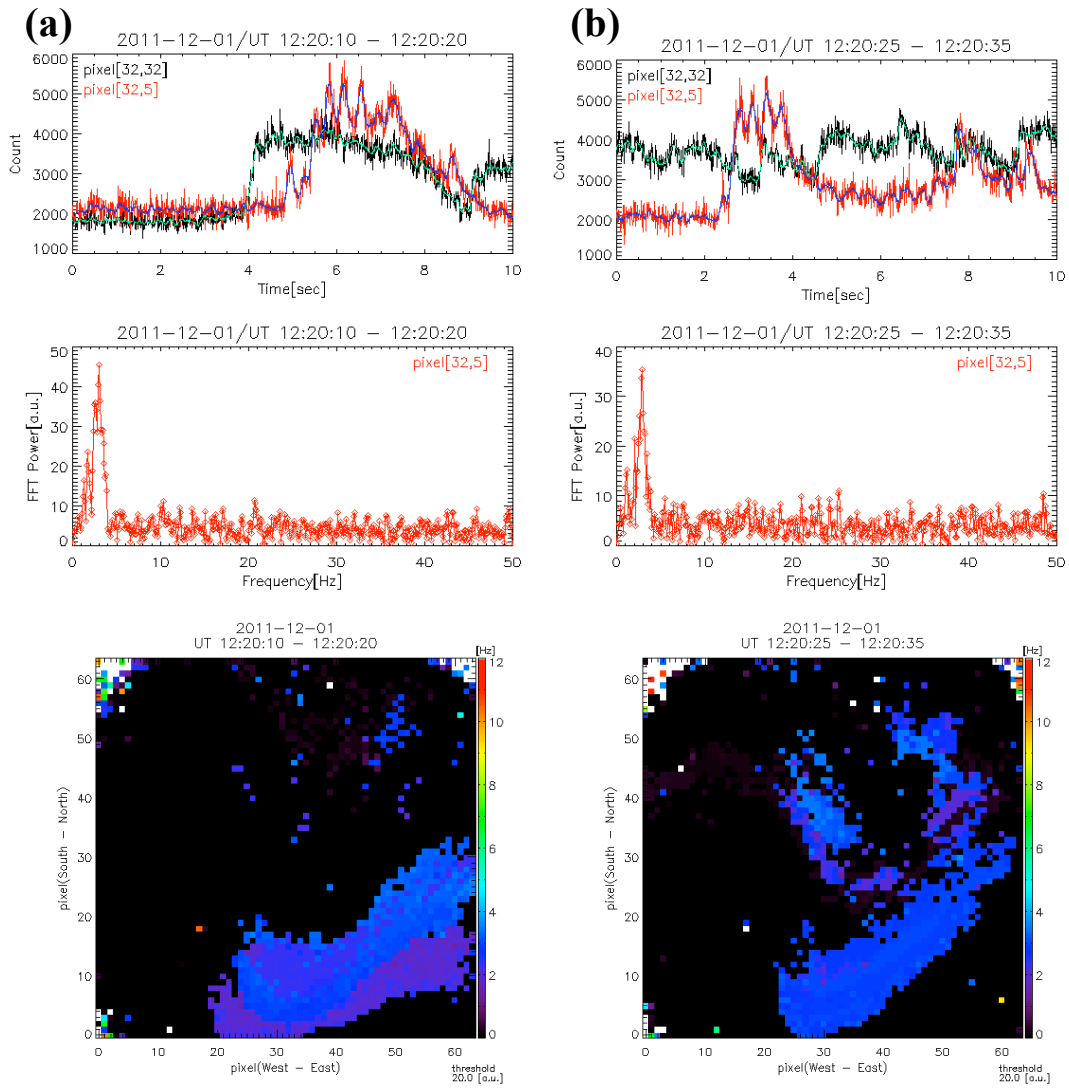 (a)
2011-12-01/UT 12:20:10 - 12:20:20
pixel[32,32]
pixel[32,5]
6000
5000
4000
3000
2000
1000
Count
0 2 4 6 8 10
Time[sec]
2011-12-01/UT 12:20:10 - 12:20:20
pixel[32,5]
50
40
30
20
10
0
FFT Power[a.u.]
0 10 20 30 40 50
Frequency[Hz]
2011-12-01
UT 12:20:10 - 12:20:20
[Hz]
60
50
40
30
20
10
0
pixel(South - North)
12
10
8
6
4
2
0
0 10 20 30 40 50 60
pixel(West - East)
threshold
20.0 [a.u.]
(b)
2011-12-01/UT 12:20:25 - 12:20:35
pixel[32,32]
pixel[32,5]
6000
5000
4000
3000
2000
1000
Count
0 2 4 6 8 10
Time[sec]
2011-12-01/UT 12:20:25 - 12:20:35
pixel[32,5]
40
30
20
10
0
FFT Power[a.u.]
0 10 20 30 40 50
Frequency[Hz]
2011-12-01
UT 12:20:25 - 12:20:35
[Hz]
60
50
40
30
20
10
0
pixel(South - North)
12
10
8
6
4
2
0
0 10 20 30 40 50 60
pixel(West - East)
threshold
20.0 [a.u.]